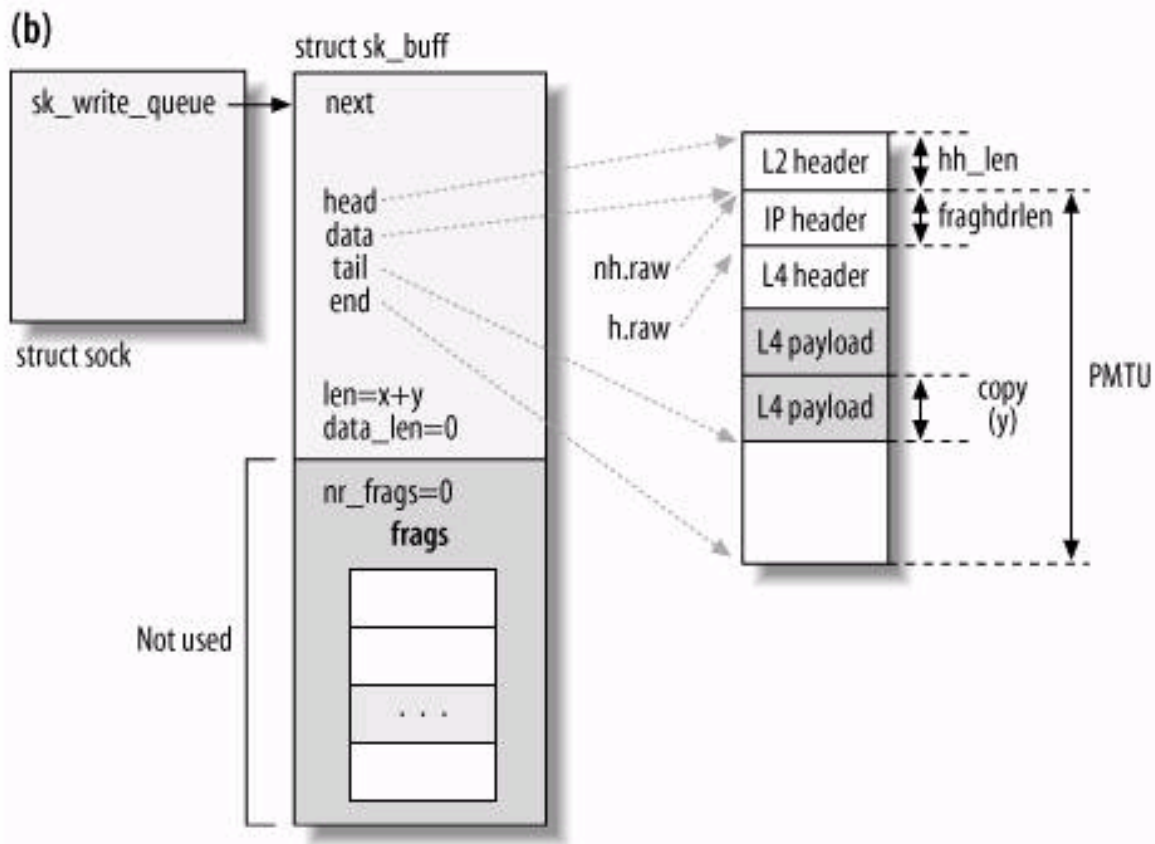 (b)
struct sk_buff
sk_write_queue
next
head
data
tail
end
struct sock
len=x+y
data_len=0
nr_frags=0
frags
. . .
Not used
L2 header
hh_len
IP header
fraghdrlen
nh.raw
L4 header
h.raw
L4 payload
PMTU
L4 payload
copy
(y)